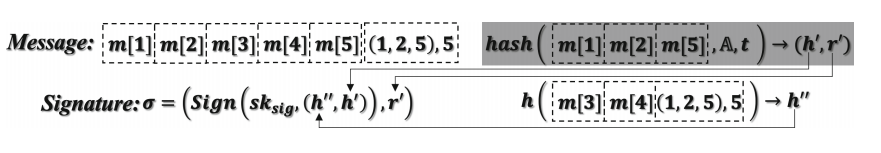 Message: m[1] m[2] m[3] m[4] m[5] (1, 2, 5), 5 hash ( m[1] m[2] m[5] , 𝔸, t ) → (h′, r′)
Signature: σ = (Sign (sk_sig, (h′′, h′)), r′) h ( m[3] m[4] (1, 2, 5), 5 ) → h′′